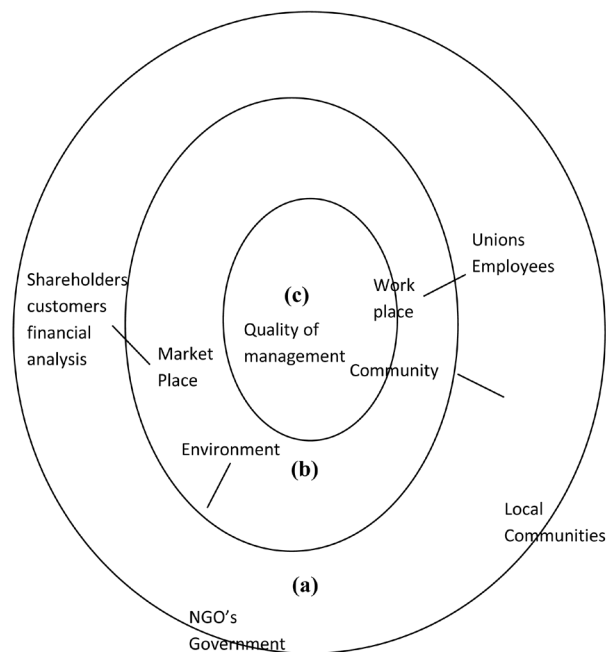 Unions
Employees
Shareholders
customers
financial
analysis
(c)
Work
place
Quality of
management
Market
Place
Community
Environment
(b)
Local
Communities
(a)
NGO's
Government